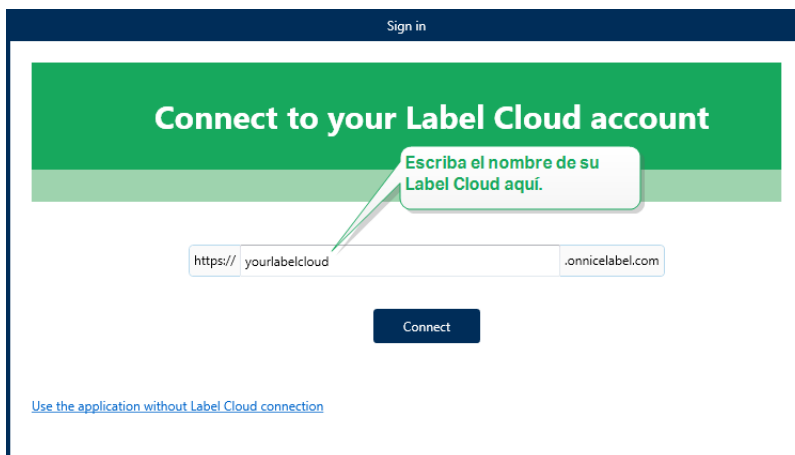 Sign in
Connect to your Label Cloud account
Escriba el nombre de su
Label Cloud aquí.
https:// yourlabelcloud .onnicelabel.com
Connect
Use the application without Label Cloud connection